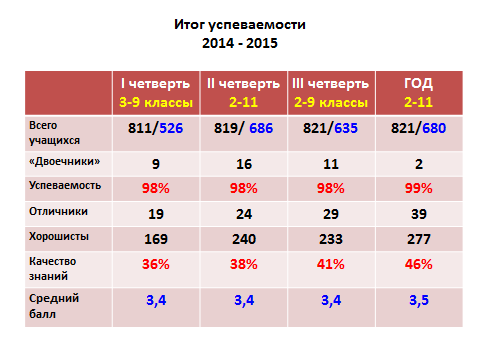 Итог успеваемости
2014 - 2015
I четверть II четверть III четверть ГОД
3-9 классы 2-11 2-9 классы 2-11
Всего
учащихся 811/526 819/ 686 821/635 821/680
«Двоечники» 9 16 11 2
Успеваемость 98% 98% 98% 99%
Отличники 19 24 29 39
Хорошисты 169 240 233 277
Качество
знаний 36% 38% 41% 46%
Средний
балл 3,4 3,4 3,4 3,5